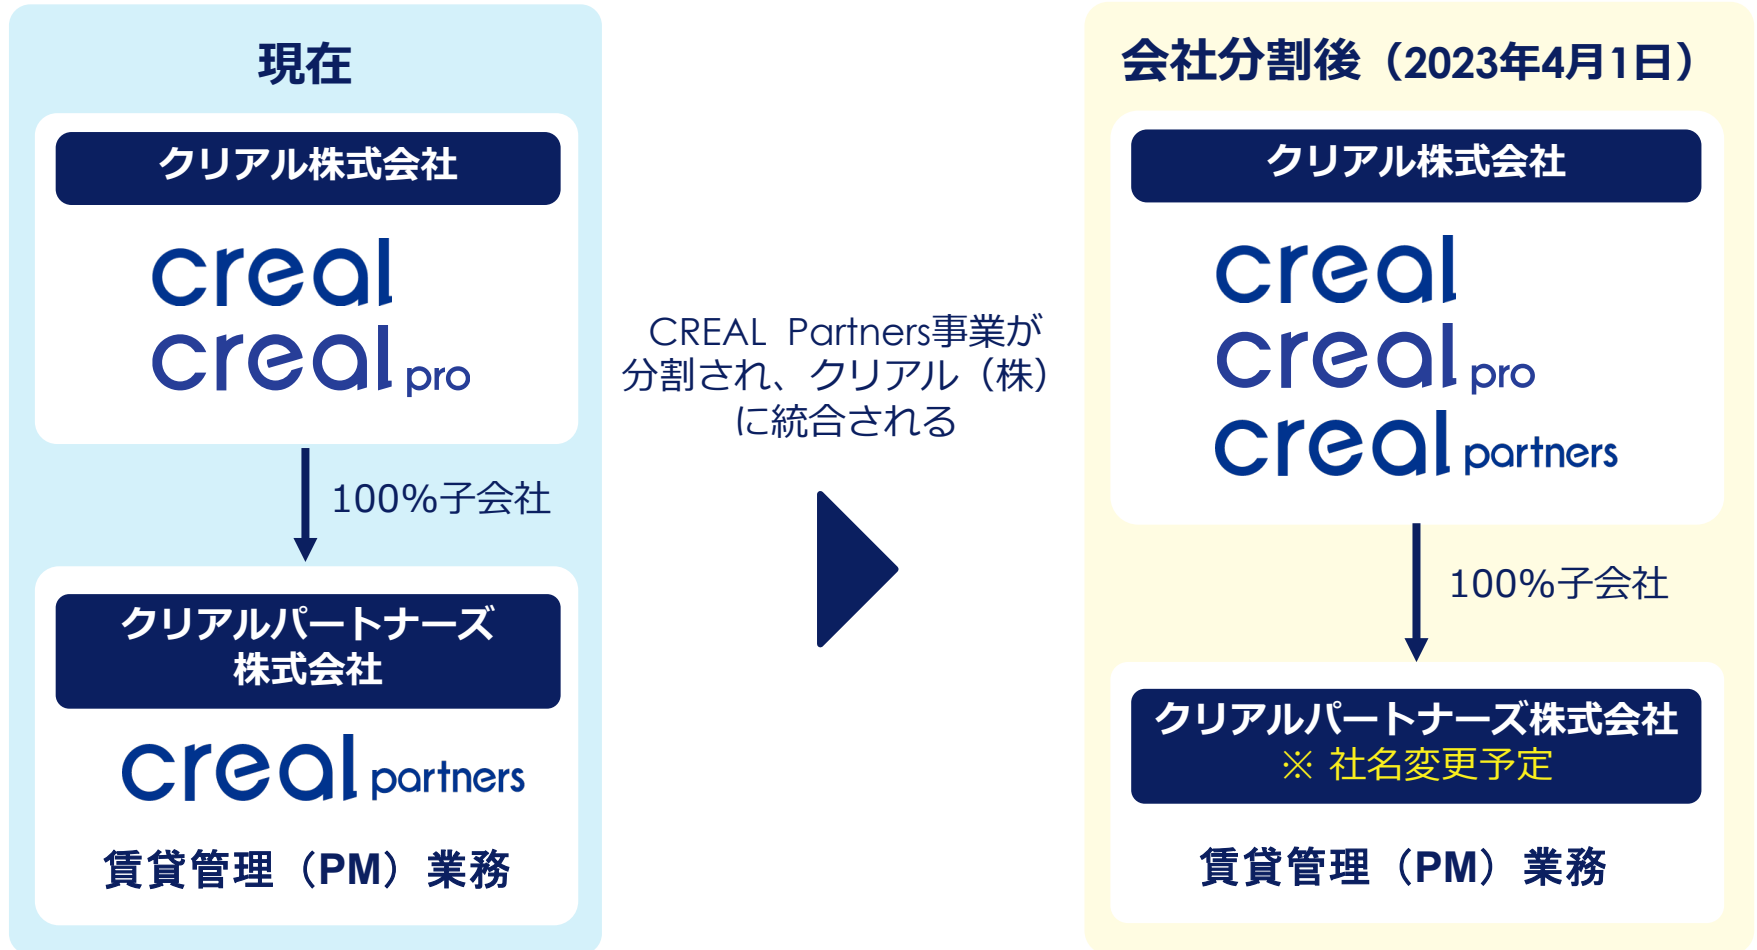 現在
クリアル株式会社
creal
creal pro
100%子会社
クリアルパートナーズ
株式会社
creal partners
賃貸管理（PM）業務
CREAL Partners事業が
分割され、クリアル（株）
に統合される
会社分割後（2023年4月1日）
クリアル株式会社
creal
creal pro
creal partners
100%子会社
クリアルパートナーズ株式会社
※ 社名変更予定
賃貸管理（PM）業務